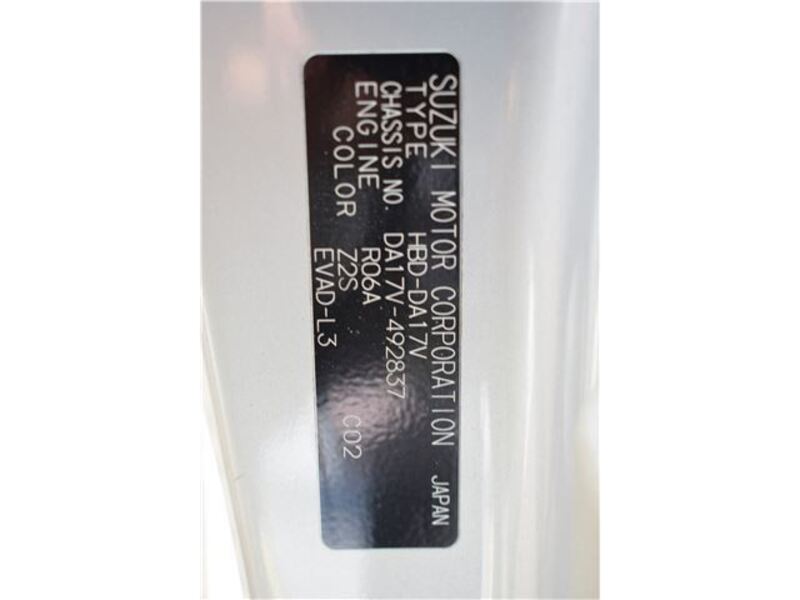 SUZUKI MOTOR CORPORATION JAPAN
TYPE HBD-DA17V
CHASSIS NO. DA17V-492837
ENGINE R06A
COLOR Z2S C02
EVAD-L3